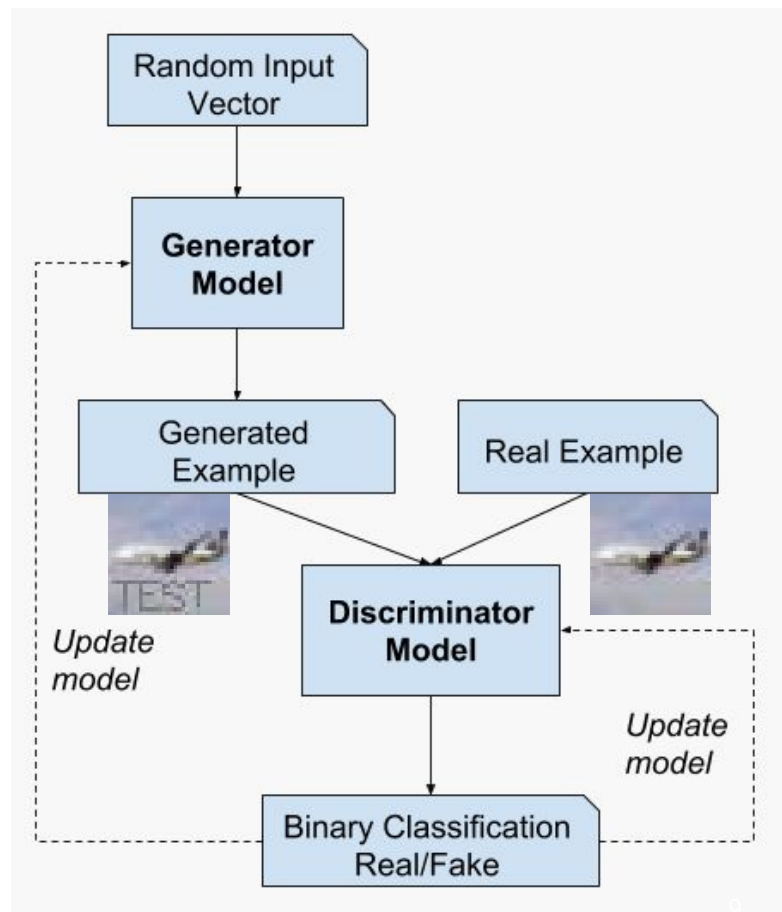 Random Input
Vector
Generator
Model
Generated
Example
Real Example
TEST
Discriminator
Model
Update
model
Update
model
Binary Classification
Real/Fake
9